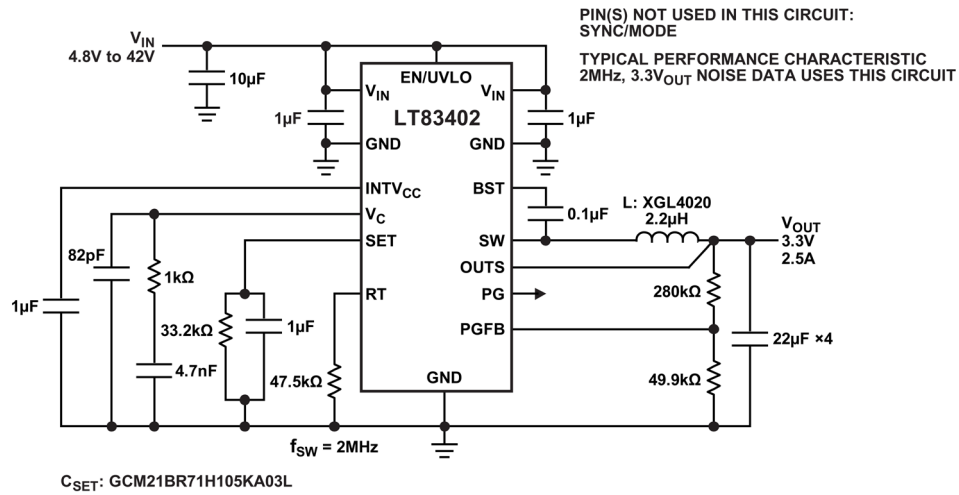 PIN(S) NOT USED IN THIS CIRCUIT:
SYNC/MODE
TYPICAL PERFORMANCE CHARACTERISTIC
2MHz, 3.3VOUT NOISE DATA USES THIS CIRCUIT
VIN
4.8V to 42V
10µF
EN/UVLO
VIN
VIN
1µF
LT83402
1µF
GND
GND
INTVCC
BST
0.1µF
L: XGL4020
2.2µH
VC
SET
SW
VOUT
3.3V
2.5A
82pF
1kΩ
OUTS
1µF
RT
PG
280kΩ
33.2kΩ
1µF
PGFB
22µF ×4
4.7nF
47.5kΩ
GND
49.9kΩ
fSW = 2MHz
CSET: GCM21BR71H105KA03L